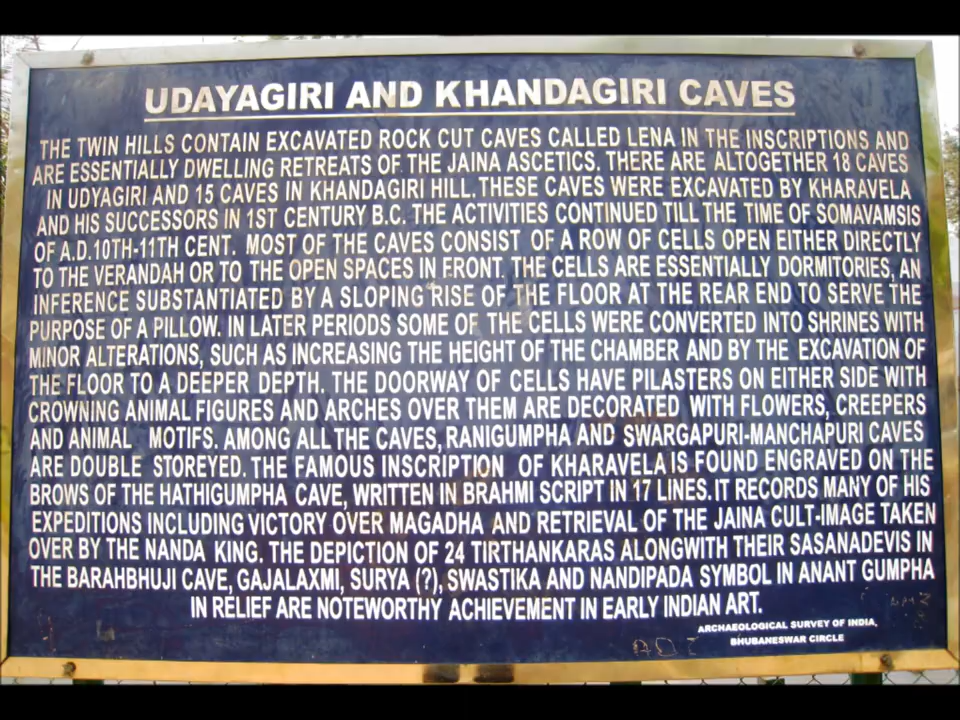 UDAYAGIRI AND KHANDAGIRI CAVES
THE TWIN HILLS CONTAIN EXCAVATED ROCK CUT CAVES CALLED LENA IN THE INSCRIPTIONS AND
ARE ESSENTIALLY DWELLING RETREATS OF THE JAINA ASCETICS. THERE ARE ALTOGETHER 18 CAVES
IN UDYAGIRI AND 15 CAVES IN KHANDAGIRI HILL. THESE CAVES WERE EXCAVATED BY KHARAVELA
AND HIS SUCCESSORS IN 1ST CENTURY B.C. THE ACTIVITIES CONTINUED TILL THE TIME OF SOMAVAMSIS
OF A.D.10TH-11TH CENT. MOST OF THE CAVES CONSIST OF A ROW OF CELLS OPEN EITHER DIRECTLY
TO THE VERANDAH OR TO THE OPEN SPACES IN FRONT. THE CELLS ARE ESSENTIALLY DORMITORIES, AN
INFERENCE SUBSTANTIATED BY A SLOPING RISE OF THE FLOOR AT THE REAR END TO SERVE THE
PURPOSE OF A PILLOW. IN LATER PERIODS SOME OF THE CELLS WERE CONVERTED INTO SHRINES WITH
MINOR ALTERATIONS, SUCH AS INCREASING THE HEIGHT OF THE CHAMBER AND BY THE EXCAVATION OF
THE FLOOR TO A DEEPER DEPTH. THE DOORWAY OF CELLS HAVE PILASTERS ON EITHER SIDE WITH
CROWNING ANIMAL FIGURES AND ARCHES OVER THEM ARE DECORATED WITH FLOWERS, CREEPERS
AND ANIMAL MOTIFS. AMONG ALL THE CAVES, RANIGUMPHA AND SWARGAPURI-MANCHAPURI CAVES
ARE DOUBLE STOREYED. THE FAMOUS INSCRIPTION OF KHARAVELA IS FOUND ENGRAVED ON THE
BROWS OF THE HATHIGUMPHA CAVE, WRITTEN IN BRAHMI SCRIPT IN 17 LINES. IT RECORDS MANY OF HIS
EXPEDITIONS INCLUDING VICTORY OVER MAGADHA AND RETRIEVAL OF THE JAINA CULT-IMAGE TAKEN
OVER BY THE NANDA KING. THE DEPICTION OF 24 TIRTHANKARAS ALONGWITH THEIR SASANADEVIS IN
THE BARAHBHUJI CAVE, GAJALAXMI, SURYA (?), SWASTIKA AND NANDIPADA SYMBOL IN ANANT GUMPHA
IN RELIEF ARE NOTEWORTHY ACHIEVEMENT IN EARLY INDIAN ART.
ARCHAEOLOGICAL SURVEY OF INDIA,
BHUBANESWAR CIRCLE